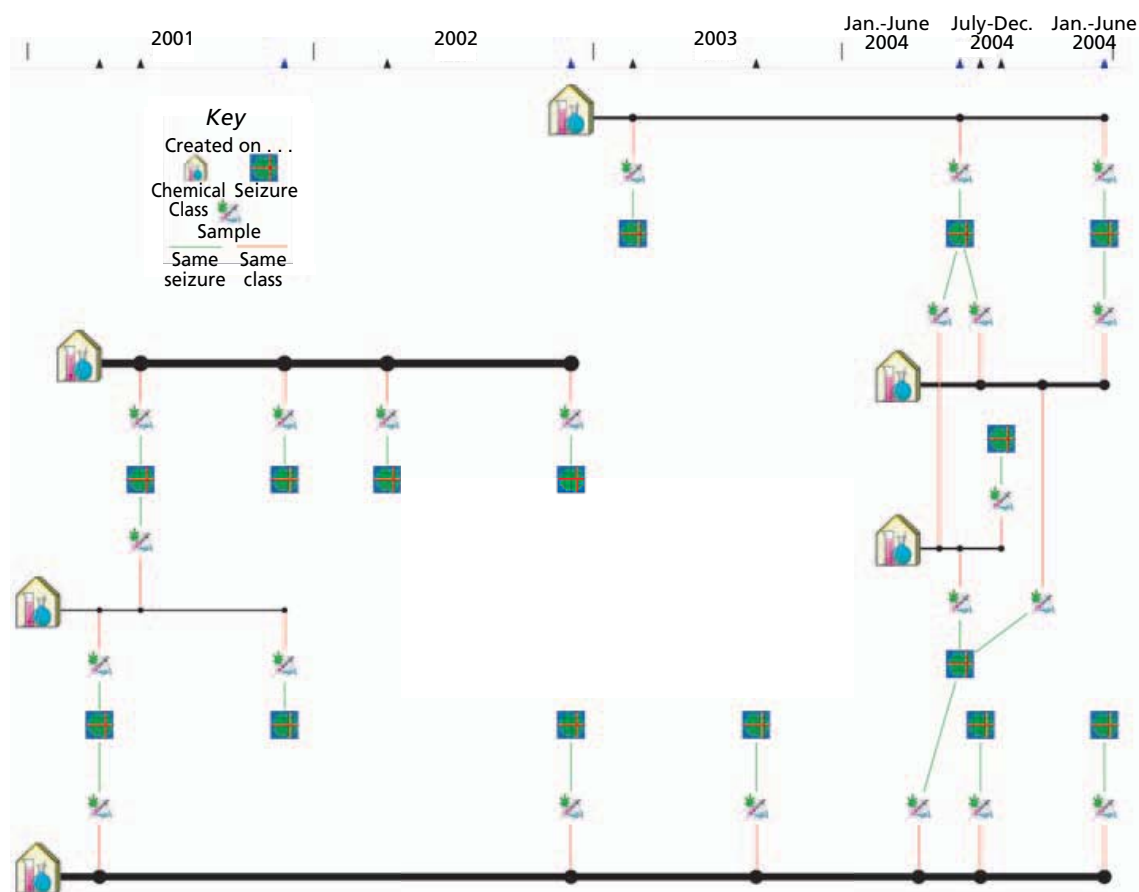 2001
2002
2003
Jan.-June
2004
July-Dec.
2004
Jan.-June
2004
Key
Created on . . .
Chemical
Class
Seizure
Sample
Same
seizure
Same
class